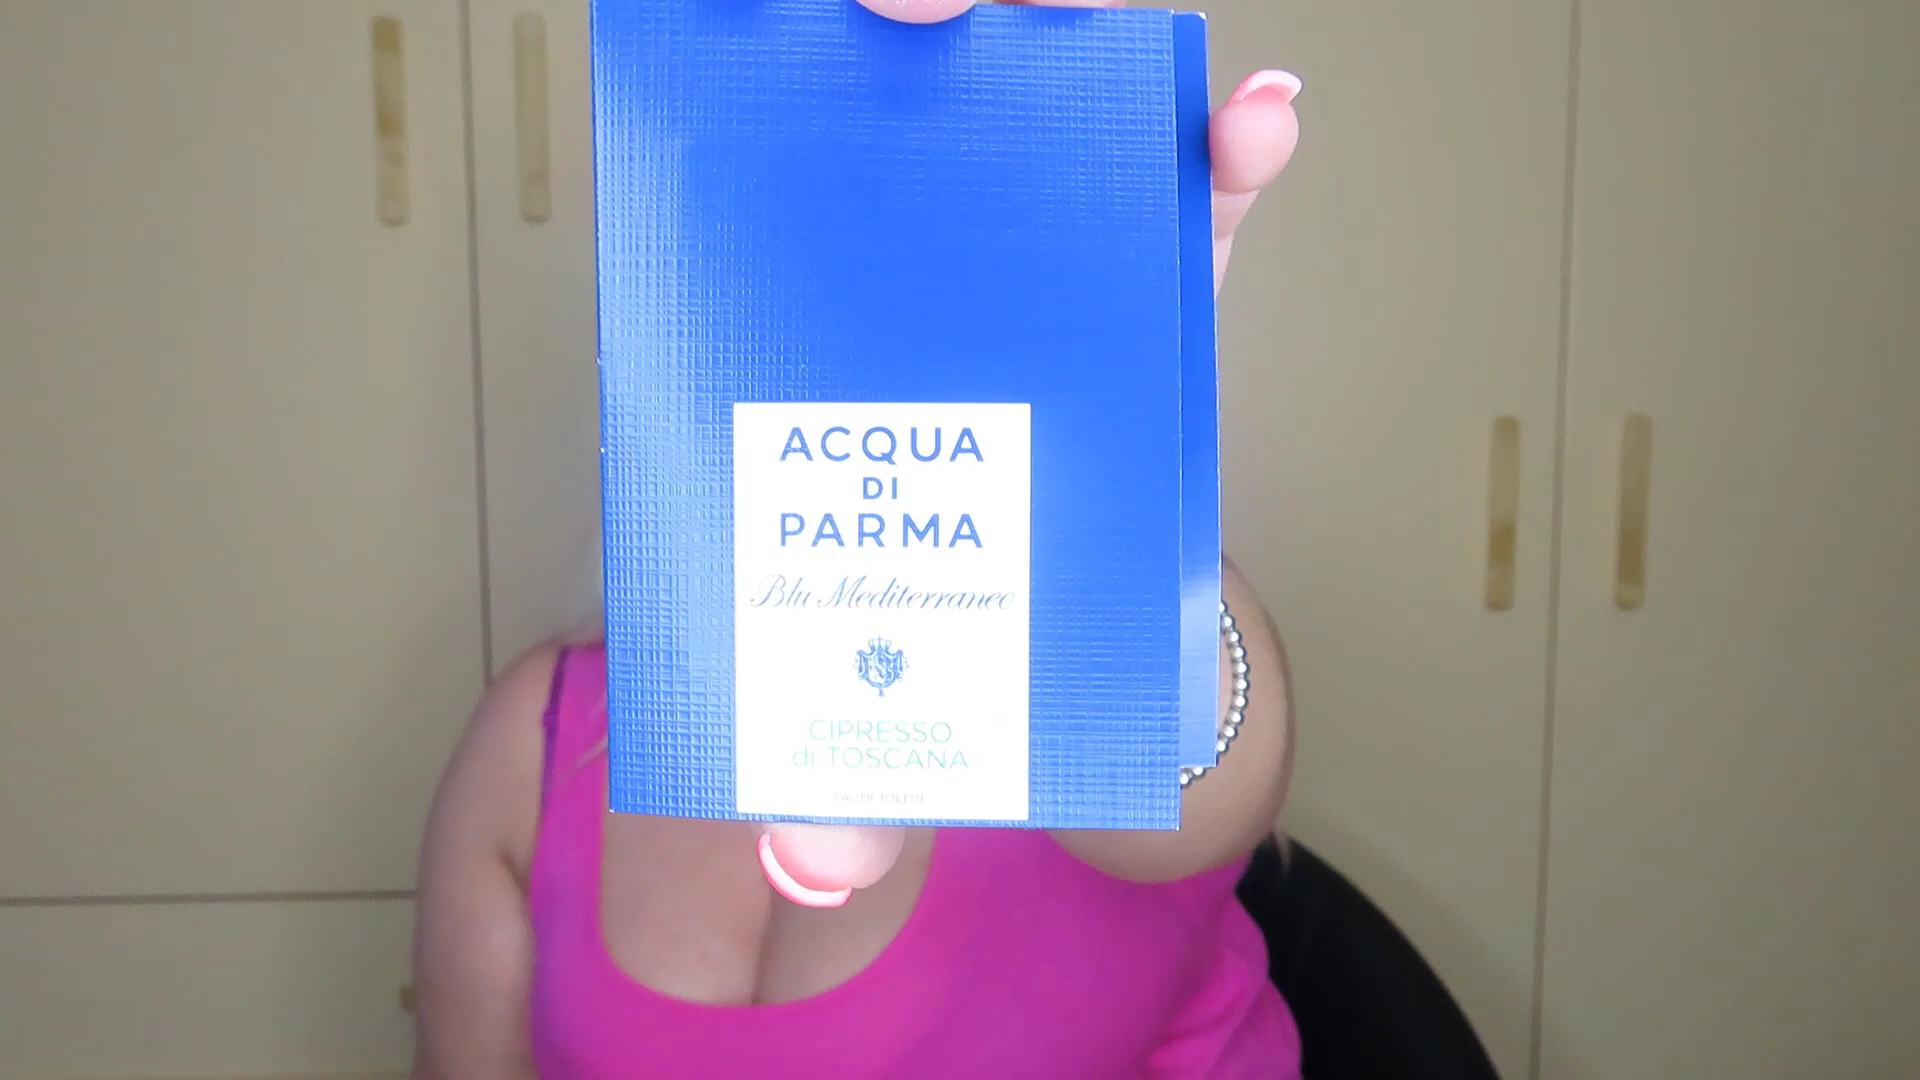 ACQUA
DI
PARMA
Blu Mediterraneo
CIPRESSO
di TOSCANA
EAU DE TOILETTE